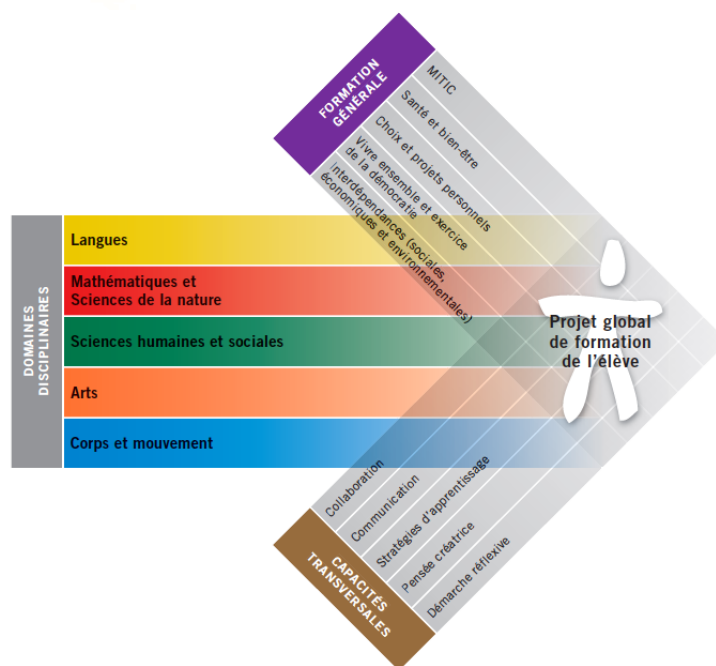 FORMATION
GÉNÉRALE
MITIC
Santé et bien-être
Choix et projets personnels
Vivre ensemble et exercice
de la démocratie
Interdépendances (sociales,
économiques et environnementales)
DOMAINES
DISCIPLINAIRES
Langues
Mathématiques et
Sciences de la nature
Sciences humaines et sociales
Arts
Corps et mouvement
Projet global
de formation
de l'élève
CAPACITÉS
TRANSVERSALES
Collaboration
Communication
Stratégies d'apprentissage
Pensée créatrice
Démarche réflexive